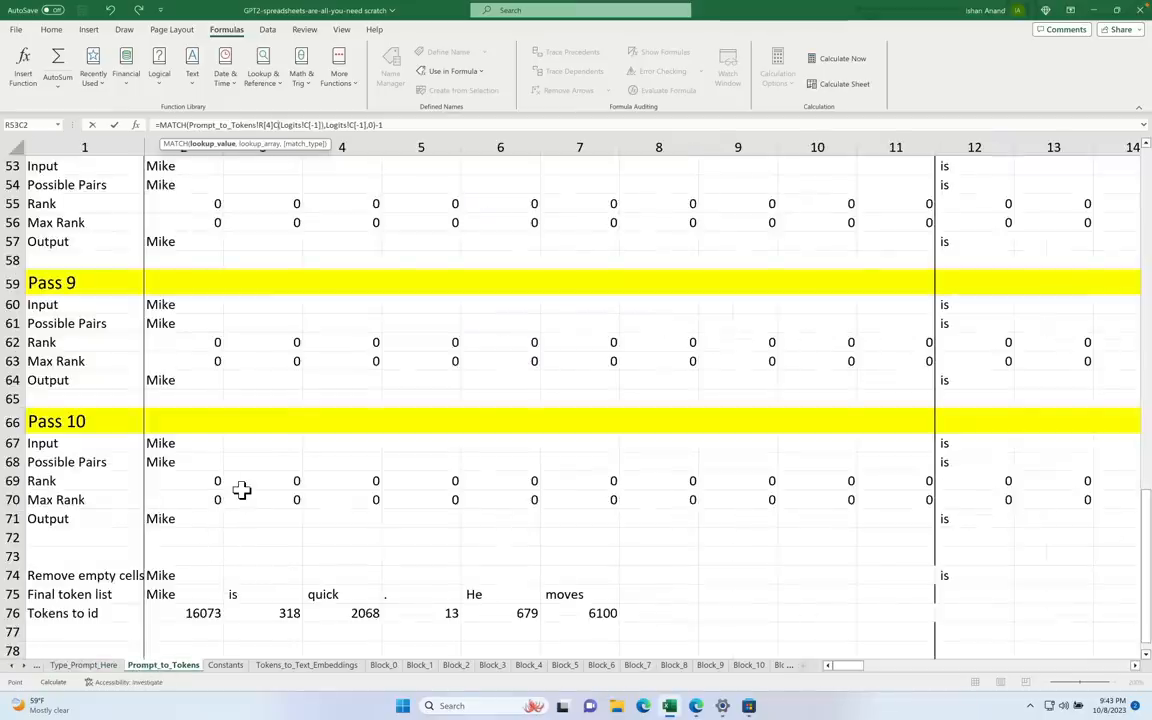 AutoSave Off GPT2-spreadsheets-are-all-you-need scratch Search Ishan Anand IA
File Home Insert Draw Page Layout Formulas Data Review View Help Comments Share
Insert Function AutoSum Recently Used Financial Logical Text Date & Time Lookup & Reference Math & Trig More Functions Name Manager Define Name Use in Formula Create from Selection Trace Precedents Trace Dependents Remove Arrows Show Formulas Error Checking Evaluate Formula Watch Window Calculation Options Calculate Now Calculate Sheet
Function Library Defined Names Formula Auditing Calculation
R53C2 fx =MATCH(Prompt_to_Tokens!R[4]C[Logits!C[-1]),Logits!C[-1],0)-1
MATCH(lookup_value, lookup_array, [match_type])
1 4 5 6 7 8 9 10 11 12 13 14
53 Input Mike is
54 Possible Pairs Mike is
55 Rank 0 0 0 0 0 0 0 0 0 0 0 0
56 Max Rank 0 0 0 0 0 0 0 0 0 0 0 0
57 Output Mike is
58
59 Pass 9
60 Input Mike is
61 Possible Pairs Mike is
62 Rank 0 0 0 0 0 0 0 0 0 0 0 0
63 Max Rank 0 0 0 0 0 0 0 0 0 0 0 0
64 Output Mike is
65
66 Pass 10
67 Input Mike is
68 Possible Pairs Mike is
69 Rank 0 0 0 0 0 0 0 0 0 0 0 0
70 Max Rank 0 0 0 0 0 0 0 0 0 0 0 0
71 Output Mike is
72
73
74 Remove empty cells Mike is
75 Final token list Mike is quick . He moves
76 Tokens to id 16073 318 2068 13 679 6100
77
78
... Type_Prompt_Here Prompt_to_Tokens Constants Tokens_to_Text_Embeddings Block_0 Block_1 Block_2 Block_3 Block_4 Block_5 Block_6 Block_7 Block_8 Block_9 Block_10 Bloc ...
Point Calculate Accessibility: Investigate
59°F Mostly clear Search 9:43 PM 10/8/2023